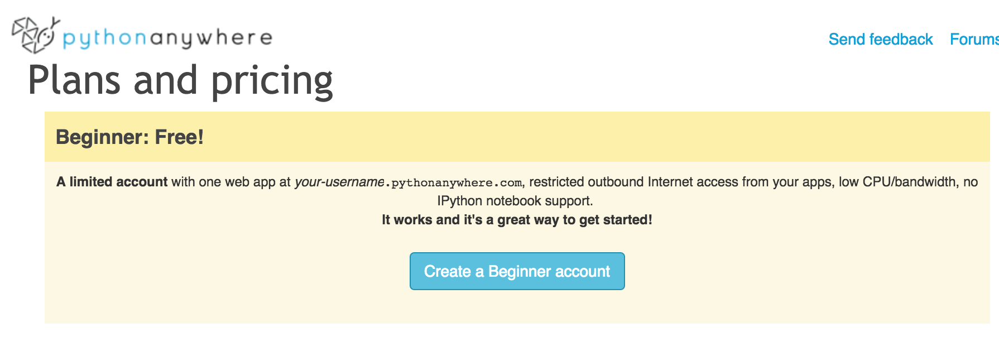 pythonanywhere
Send feedback Forums
Plans and pricing
Beginner: Free!
A limited account with one web app at your-username.pythonanywhere.com, restricted outbound Internet access from your apps, low CPU/bandwidth, no
IPython notebook support.
It works and it's a great way to get started!
Create a Beginner account